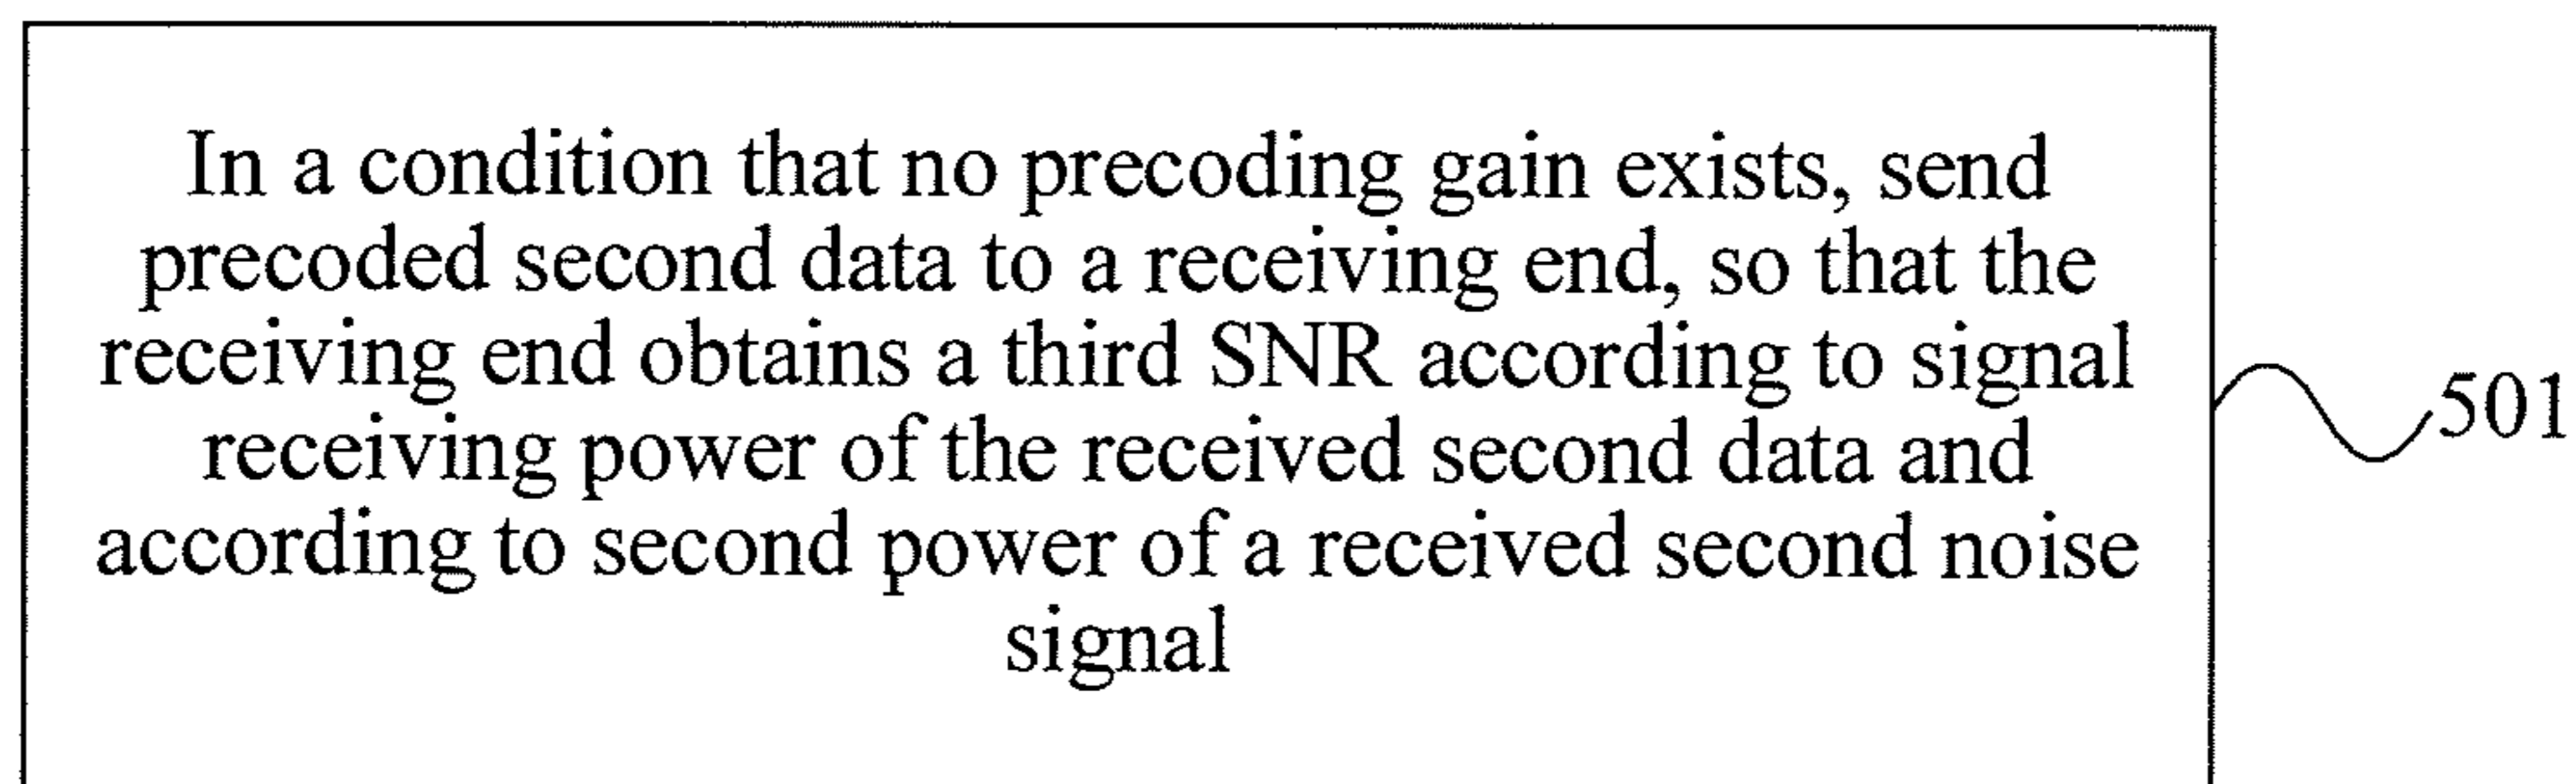 In a condition that no precoding gain exists, send
precoded second data to a receiving end, so that the
receiving end obtains a third SNR according to signal
receiving power of the received second data and
according to second power of a received second noise
signal
501